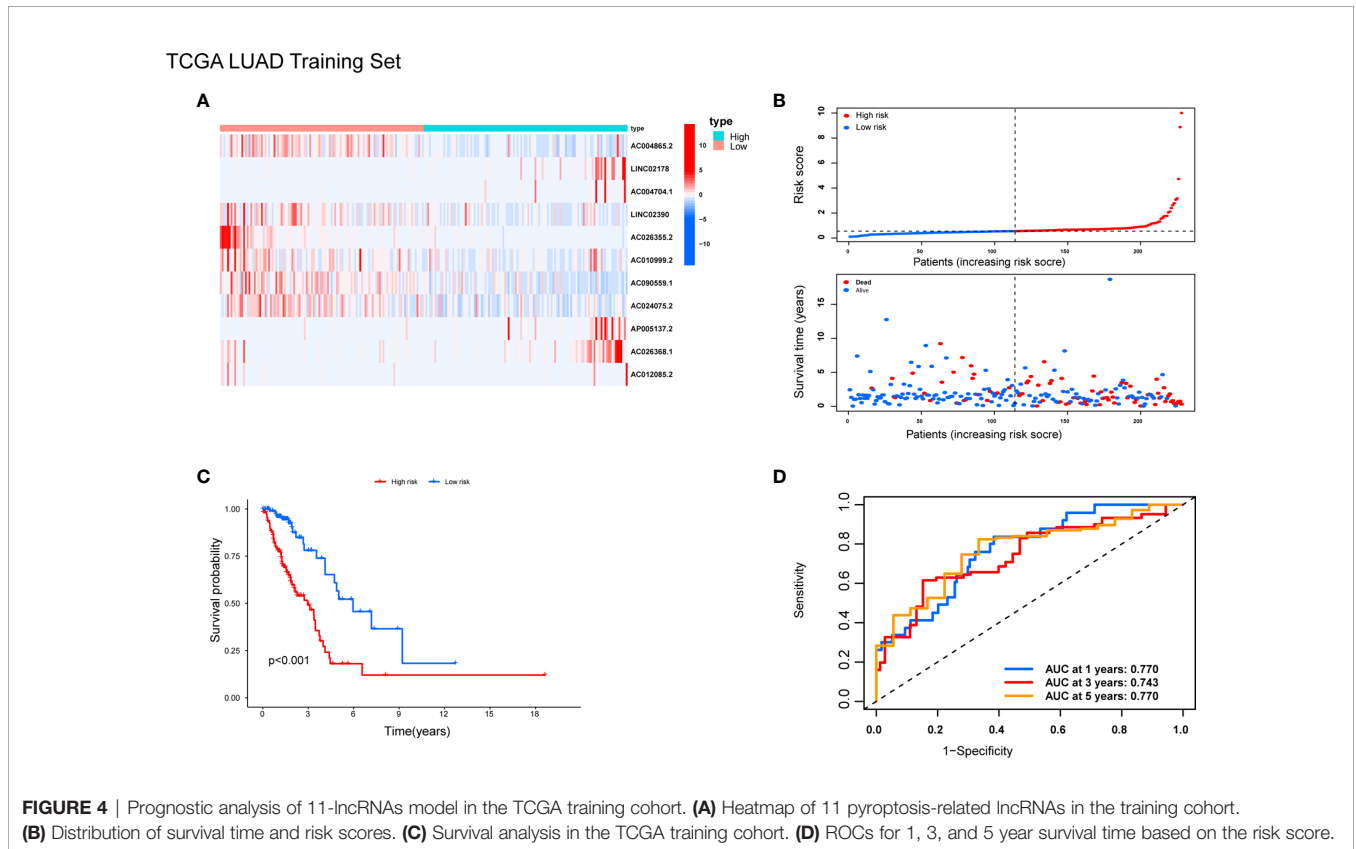 TCGA LUAD Training Set
A
type
AC004865.2
LINC02178
AC004704.1
LINC02390
AC026355.2
AC010999.2
AC090559.1
AC024075.2
AP005137.2
AC026368.1
AC012085.2
type
High
Low
10
5
0
−5
−10
B
High risk
Low risk
Risk score
10
8
6
4
2
0
0 50 100 150 200
Patients (increasing risk socre)
Dead
Alive
Survival time (years)
15
10
5
0
0 50 100 150 200
Patients (increasing risk socre)
C
High risk Low risk
Survival probability
1.00
0.75
0.50
0.25
0.00
p<0.001
0 3 6 9 12 15 18
Time(years)
D
Sensitivity
1.0
0.8
0.6
0.4
0.2
0.0
AUC at 1 years: 0.770
AUC at 3 years: 0.743
AUC at 5 years: 0.770
0.0 0.2 0.4 0.6 0.8 1.0
1−Specificity
FIGURE 4 | Prognostic analysis of 11-lncRNAs model in the TCGA training cohort. (A) Heatmap of 11 pyroptosis-related lncRNAs in the training cohort.
(B) Distribution of survival time and risk scores. (C) Survival analysis in the TCGA training cohort. (D) ROCs for 1, 3, and 5 year survival time based on the risk score.